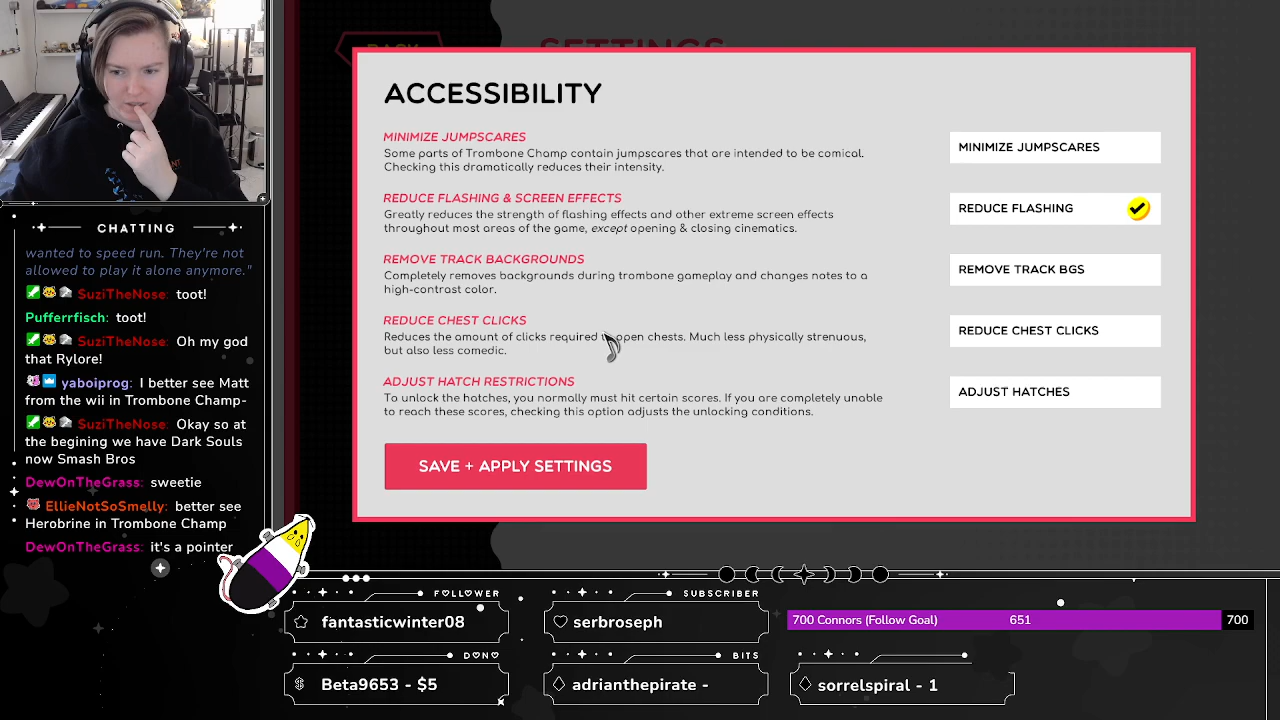 BACK
SETTINGS
ACCESSIBILITY
MINIMIZE JUMPSCARES
Some parts of Trombone Champ contain jumpscares that are intended to be comical.
Checking this dramatically reduces their intensity.
MINIMIZE JUMPSCARES
REDUCE FLASHING & SCREEN EFFECTS
Greatly reduces the strength of flashing effects and other extreme screen effects
throughout most areas of the game, except opening & closing cinematics.
REDUCE FLASHING
REMOVE TRACK BACKGROUNDS
Completely removes backgrounds during trombone gameplay and changes notes to a
high-contrast color.
REMOVE TRACK BGS
REDUCE CHEST CLICKS
Reduces the amount of clicks required to open chests. Much less physically strenuous,
but also less comedic.
REDUCE CHEST CLICKS
ADJUST HATCH RESTRICTIONS
To unlock the hatches, you normally must hit certain scores. If you are completely unable
to reach these scores, checking this option adjusts the unlocking conditions.
ADJUST HATCHES
SAVE + APPLY SETTINGS
CHATTING
wanted to speed run. They're not
allowed to play it alone anymore."
SuziTheNose: toot!
Pufferrfisch: toot!
SuziTheNose: Oh my god
that Rylore!
yaboiprog: I better see Matt
from the wii in Trombone Champ-
SuziTheNose: Okay so at
the begining we have Dark Souls
now Smash Bros
DewOnTheGrass: sweetie
EllieNotSoSmelly: better see
Herobrine in Trombone Champ
DewOnTheGrass: it's a pointer
FOLLOWER
fantasticwinter08
SUBSCRIBER
serbroseph
700 Connors (Follow Goal) 651 700
DONO
Beta9653 - $5
BITS
adrianthepirate -
sorrelspiral - 1